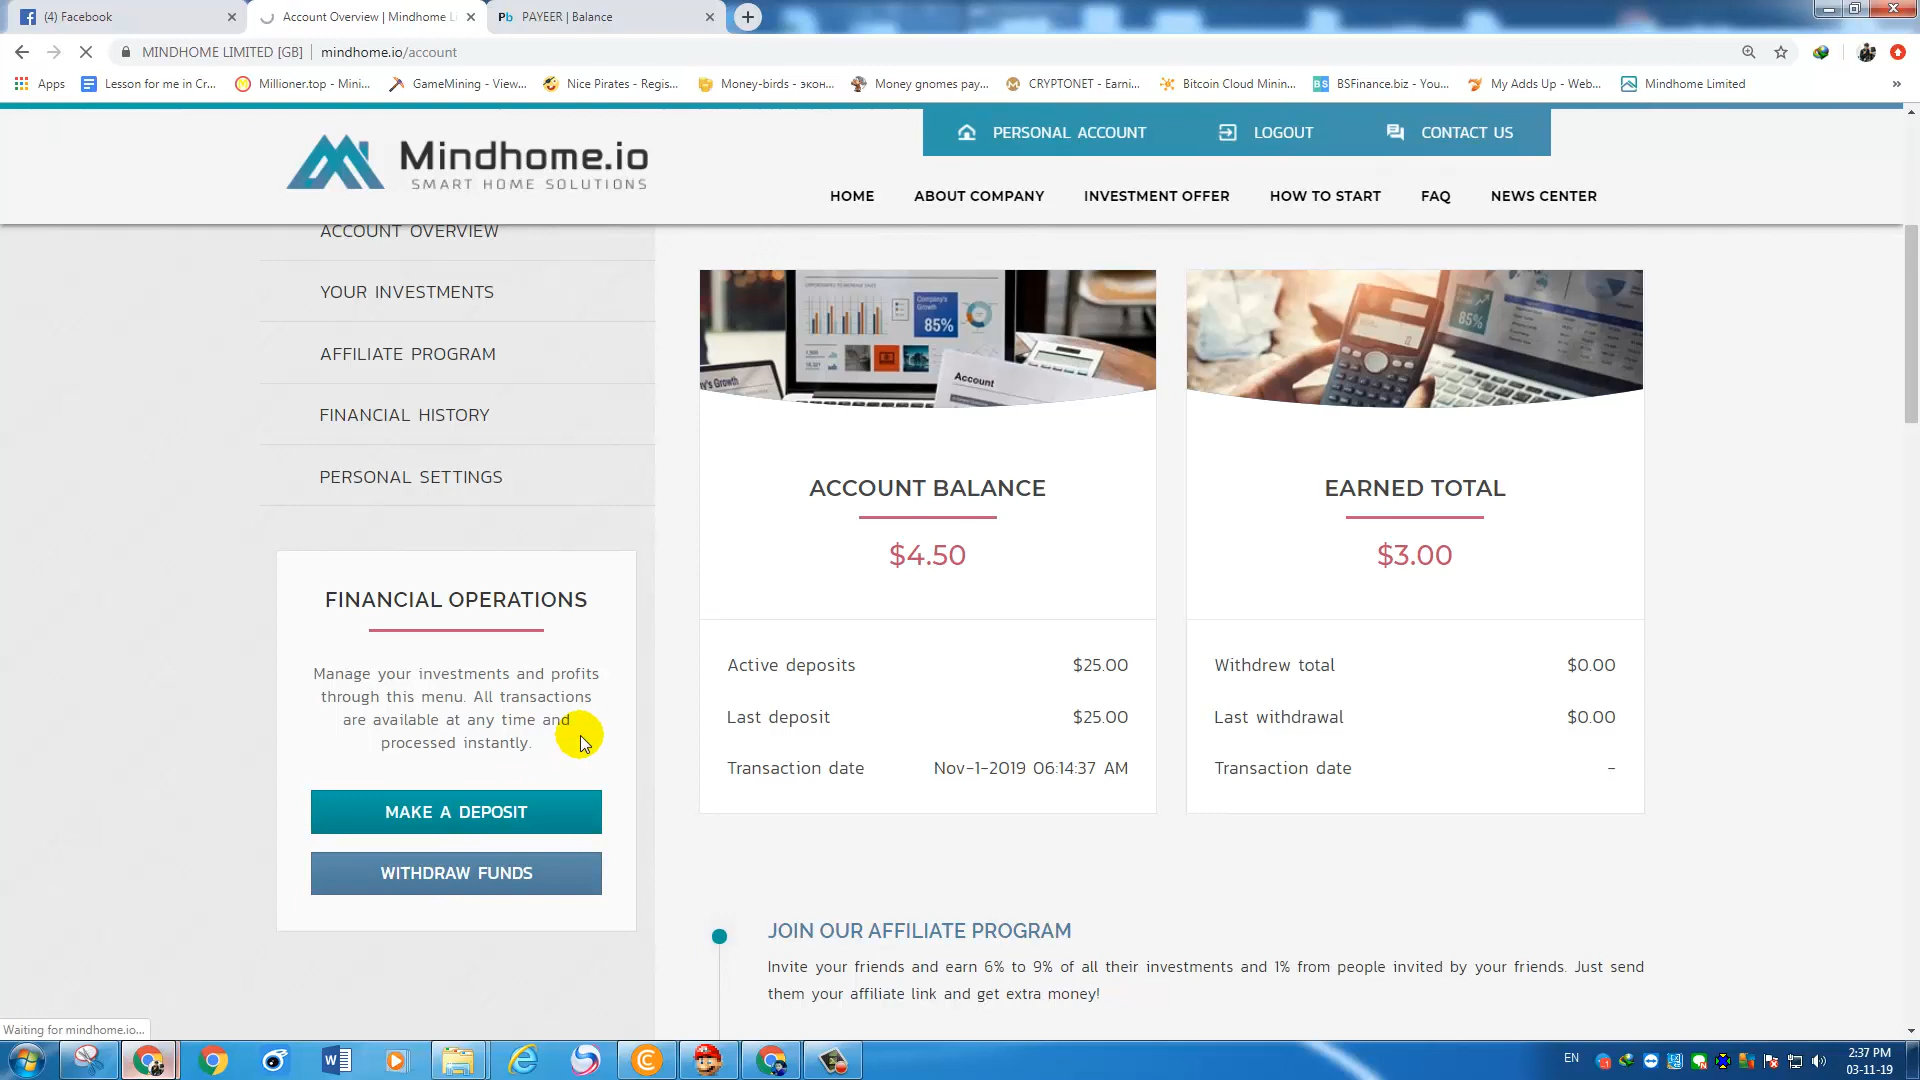 (4) Facebook
Account Overview | Mindhome Li
PAYEER | Balance
MINDHOME LIMITED [GB]
mindhome.io/account
Apps
Lesson for me in Cr...
Millioner.top - Mini...
GameMining - View...
Nice Pirates - Regis...
Money-birds - экон...
Money gnomes pay...
CRYPTONET - Earni...
Bitcoin Cloud Minin...
BSFinance.biz - You...
My Adds Up - Web...
Mindhome Limited
»
PERSONAL ACCOUNT
LOGOUT
CONTACT US
Mindhome.io
SMART HOME SOLUTIONS
HOME
ABOUT COMPANY
INVESTMENT OFFER
HOW TO START
FAQ
NEWS CENTER
ACCOUNT OVERVIEW
YOUR INVESTMENTS
AFFILIATE PROGRAM
FINANCIAL HISTORY
PERSONAL SETTINGS
FINANCIAL OPERATIONS
Manage your investments and profits
through this menu. All transactions
are available at any time and
processed instantly.
MAKE A DEPOSIT
WITHDRAW FUNDS
Company's
Growth
85%
Account
ACCOUNT BALANCE
$4.50
Active deposits $25.00
Last deposit $25.00
Transaction date Nov-1-2019 06:14:37 AM
85%
EARNED TOTAL
$3.00
Withdrew total $0.00
Last withdrawal $0.00
Transaction date -
JOIN OUR AFFILIATE PROGRAM
Invite your friends and earn 6% to 9% of all their investments and 1% from people invited by your friends. Just send
them your affiliate link and get extra money!
Waiting for mindhome.io...
EN
2:37 PM
03-11-19